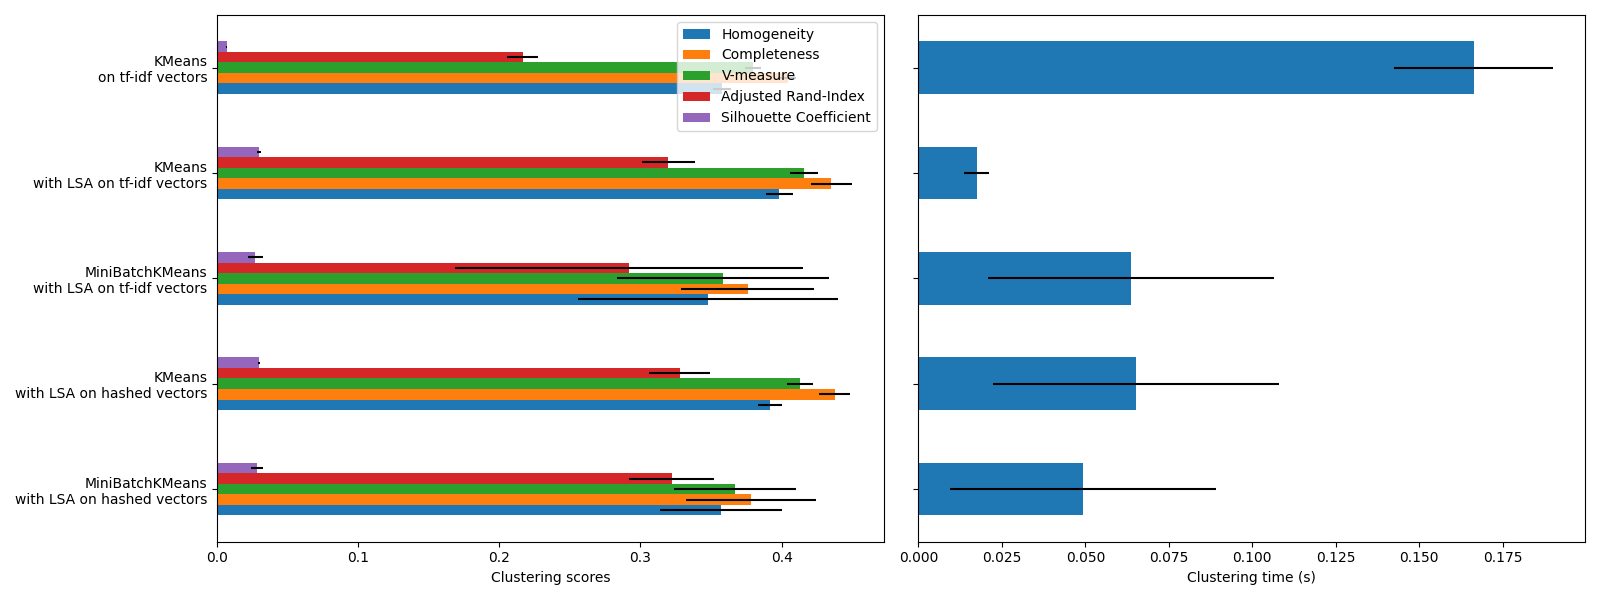 KMeans
on tf-idf vectors
KMeans
with LSA on tf-idf vectors
MiniBatchKMeans
with LSA on tf-idf vectors
KMeans
with LSA on hashed vectors
MiniBatchKMeans
with LSA on hashed vectors
Homogeneity
Completeness
V-measure
Adjusted Rand-Index
Silhouette Coefficient
0.0 0.1 0.2 0.3 0.4
Clustering scores
0.000 0.025 0.050 0.075 0.100 0.125 0.150 0.175
Clustering time (s)